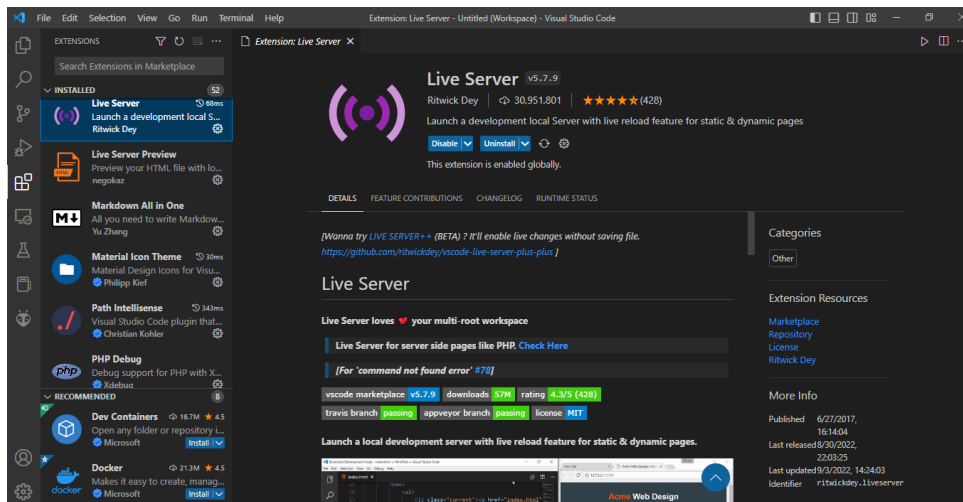 File Edit Selection View Go Run Terminal Help
Extension: Live Server - Untitled (Workspace) - Visual Studio Code
EXTENSIONS
Search Extensions in Marketplace
INSTALLED 52
Live Server 68ms
Launch a development local S...
Ritwick Dey
Live Server Preview
Preview your HTML file with lo...
negokaz
Markdown All in One
All you need to write Markdow...
Yu Zhang
Material Icon Theme 30ms
Material Design Icons for Visu...
Philipp Kief
Path Intellisense 343ms
Visual Studio Code plugin that...
Christian Kohler
php
PHP Debug
Debug support for PHP with X...
Xdebug
RECOMMENDED 8
Dev Containers 16.7M ★ 4.5
Open any folder or repository i...
Microsoft Install
Docker 21.3M ★ 4.5
Makes it easy to create, manag...
docker
Microsoft Install
Extension: Live Server ×
Live Server v5.7.9
Ritwick Dey 30,951,801 (428)
Launch a development local Server with live reload feature for static & dynamic pages
Disable Uninstall
This extension is enabled globally.
DETAILS FEATURE CONTRIBUTIONS CHANGELOG RUNTIME STATUS
[Wanna try LIVE SERVER++ (BETA) ? It'll enable live changes without saving file.
https://github.com/ritwickdey/vscode-live-server-plus-plus ]
Live Server
Live Server loves ❤ your multi-root workspace
Live Server for server side pages like PHP. Check Here
[For 'command not found error' #78]
vscode marketplace v5.7.9 downloads 57M rating 4.3/5 (428)
travis branch passing appveyor branch passing license MIT
Launch a local development server with live reload feature for static & dynamic pages.
index.html
<ul>
<li class="current"><a href="index.html"
Acme Web Design
Categories
Other
Extension Resources
Marketplace
Repository
License
Ritwick Dey
More Info
Published 6/27/2017,
16:14:04
Last released 8/30/2022,
22:03:25
Last updated 9/3/2022, 14:24:03
Identifier ritwickdey.liveserver